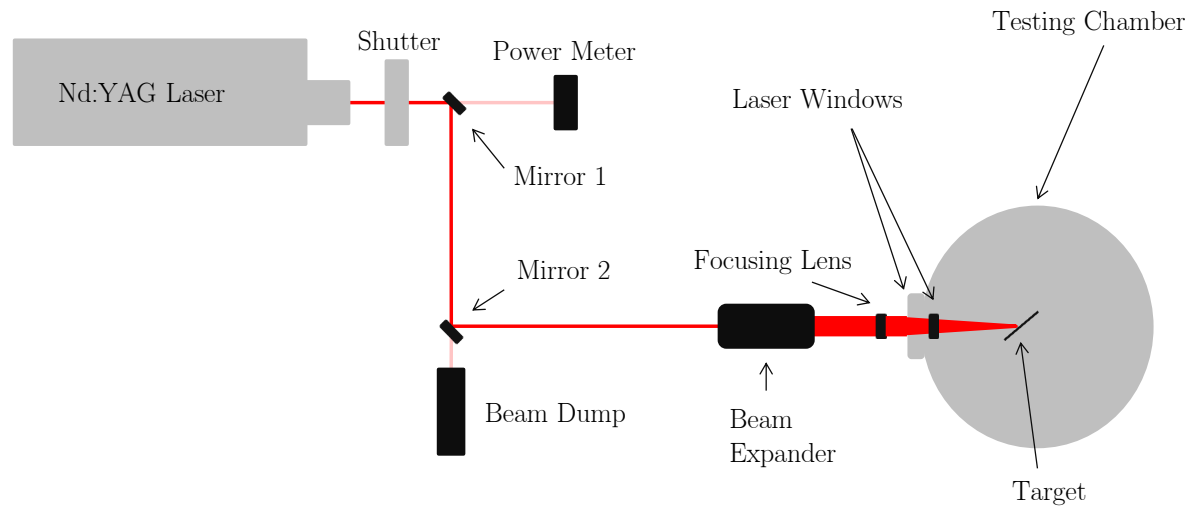 Testing Chamber
Shutter
Power Meter
Nd:YAG Laser
Laser Windows
Mirror 1
Focusing Lens
Mirror 2
Beam Dump
Beam
Expander
Target